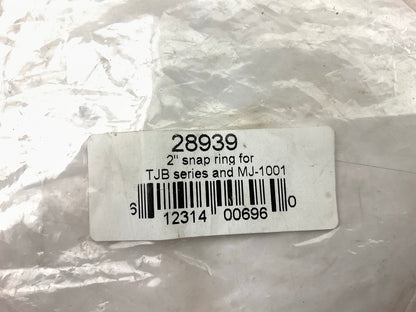 28939
2" snap ring for
TJB series and MJ-1001
6 12314 00696 0